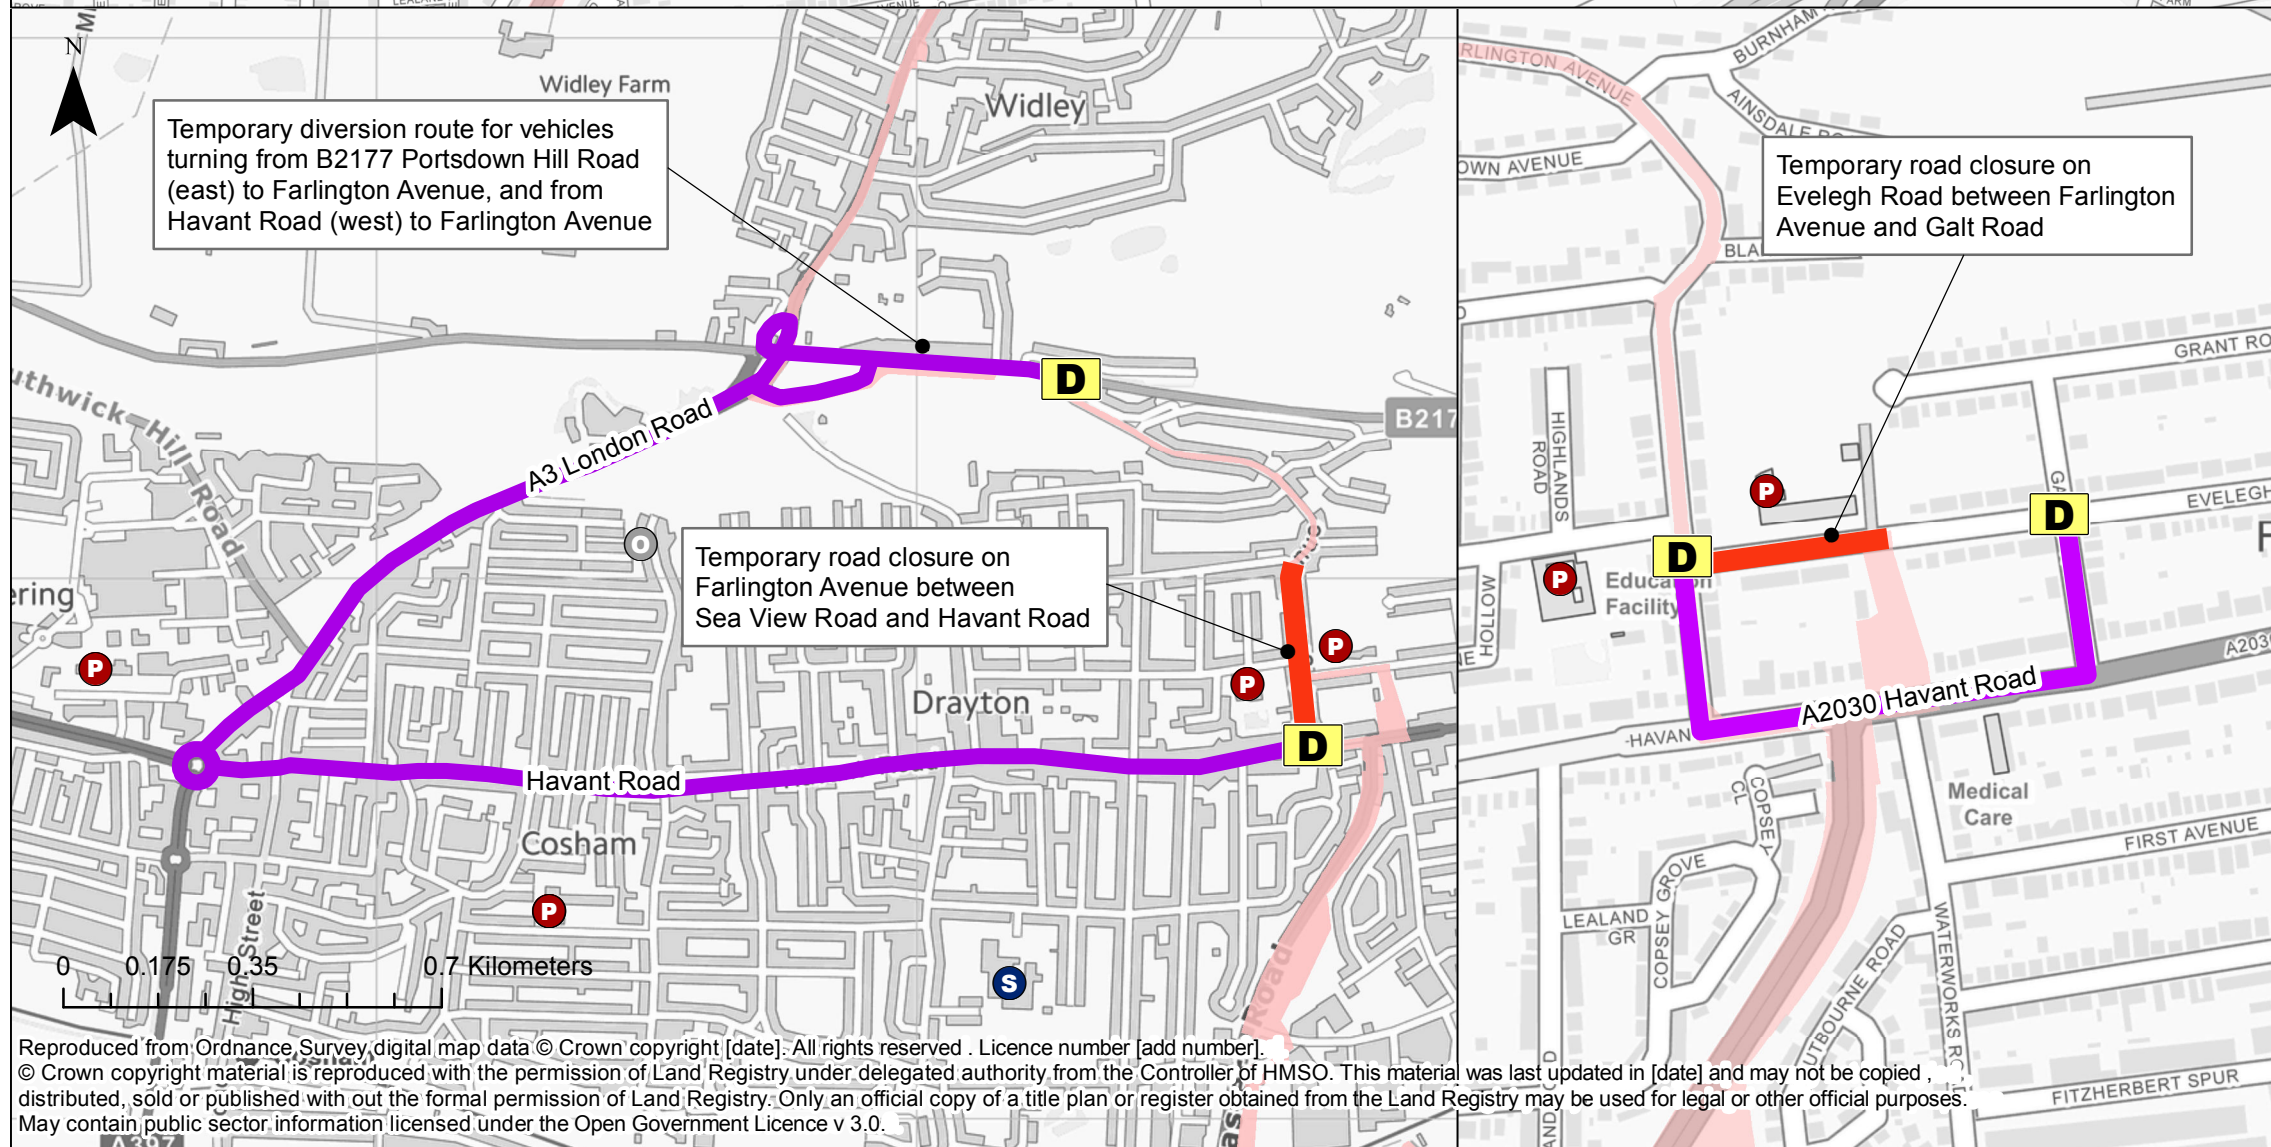 N
Widley Farm
Widley
Temporary diversion route for vehicles
turning from B2177 Portsdown Hill Road
(east) to Farlington Avenue, and from
Havant Road (west) to Farlington Avenue
D
B217
A3 London Road
Hill
Road
O
Temporary road closure on
Farlington Avenue between
Sea View Road and Havant Road
ering
P
P
P
Drayton
D
Havant Road
Cosham
P
S
High Street
Road
0 0.175 0.35 0.7 Kilometers
A397
RLINGTON AVENUE
BURNHAM
AINSDALE RO
OWN AVENUE
Temporary road closure on
Evelegh Road between Farlington
Avenue and Galt Road
BLA
GRANT RO
HIGHLANDS
ROAD
P
GA
D
EVELEGH
D
P
Education
Facility
HOLLOW
F
A2030 Havant Road
A203
HAVAN
COPSEY
CL
Medical
Care
FIRST AVENUE
COPSEY GROVE
LEALAND
GR
UTBOURNE ROAD
WATERWORKS RO
FITZHERBERT SPUR
Reproduced from Ordnance Survey digital map data © Crown copyright [date]. All rights reserved . Licence number [add number].
© Crown copyright material is reproduced with the permission of Land Registry under delegated authority from the Controller of HMSO. This material was last updated in [date] and may not be copied ,
distributed, sold or published with out the formal permission of Land Registry. Only an official copy of a title plan or register obtained from the Land Registry may be used for legal or other official purposes.
May contain public sector information licensed under the Open Government Licence v 3.0.